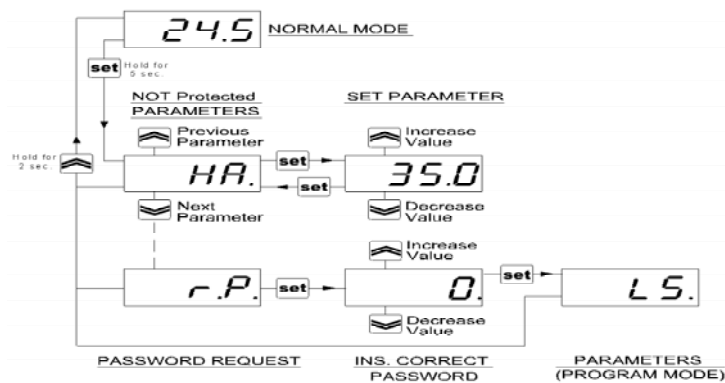 24.5 NORMAL MODE
set Hold for 5 sec.
NOT Protected PARAMETERS
SET PARAMETER
Previous Parameter
Increase Value
Hold for 2 sec.
HA.
set
set
35.0
Next Parameter
Decrease Value
Increase Value
r.P.
set
0.
set
LS.
Decrease Value
PASSWORD REQUEST
INS. CORRECT PASSWORD
PARAMETERS (PROGRAM MODE)